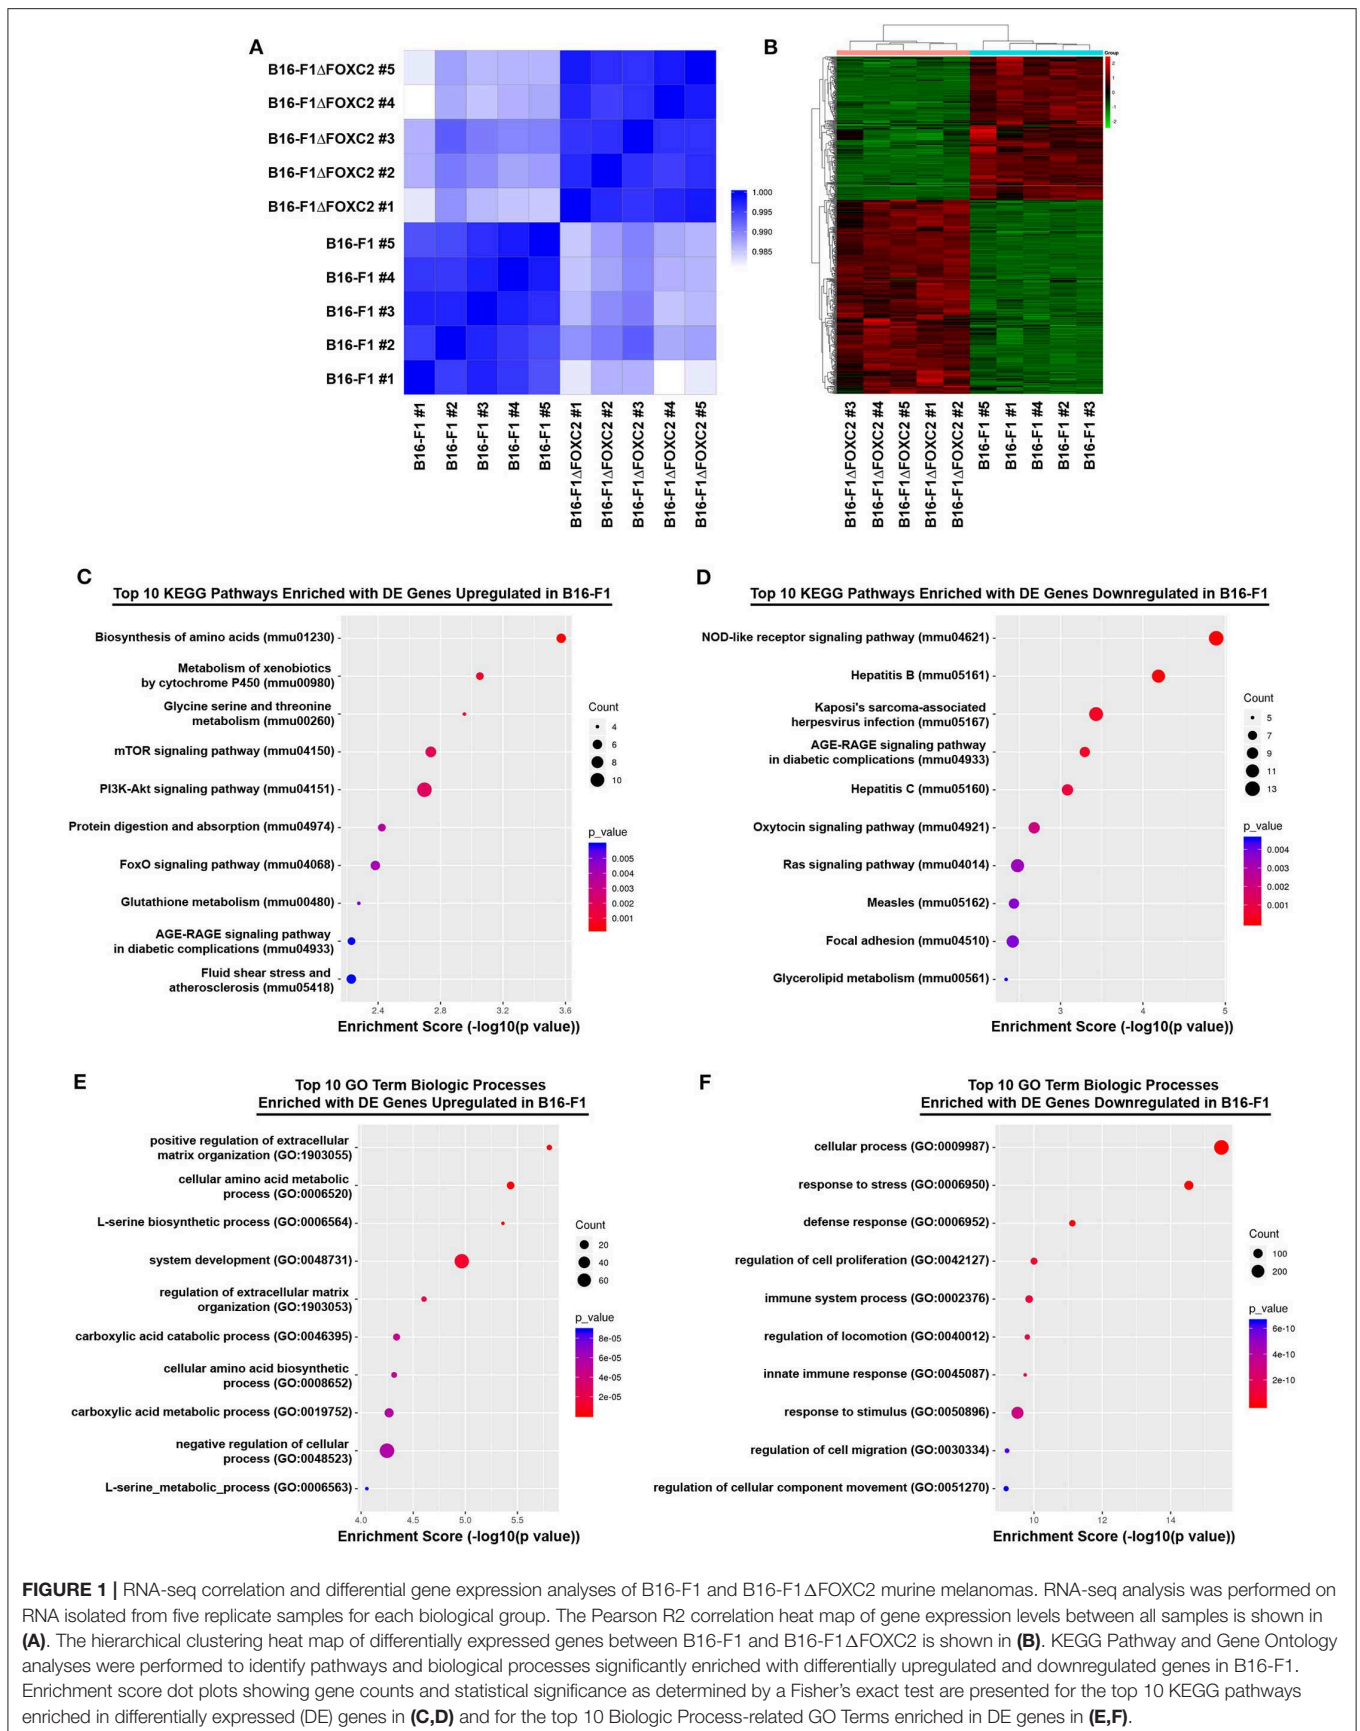 A
B16-F1ΔFOXC2 #5
B16-F1ΔFOXC2 #4
B16-F1ΔFOXC2 #3
B16-F1ΔFOXC2 #2
B16-F1ΔFOXC2 #1
B16-F1 #5
B16-F1 #4
B16-F1 #3
B16-F1 #2
B16-F1 #1
1.000
0.995
0.990
0.985
B16-F1 #1
B16-F1 #2
B16-F1 #3
B16-F1 #4
B16-F1 #5
B16-F1ΔFOXC2 #1
B16-F1ΔFOXC2 #2
B16-F1ΔFOXC2 #3
B16-F1ΔFOXC2 #4
B16-F1ΔFOXC2 #5
B
Group
2
1
0
-1
-2
B16-F1ΔFOXC2 #3
B16-F1ΔFOXC2 #4
B16-F1ΔFOXC2 #5
B16-F1ΔFOXC2 #1
B16-F1ΔFOXC2 #2
B16-F1 #5
B16-F1 #1
B16-F1 #4
B16-F1 #2
B16-F1 #3
C
Top 10 KEGG Pathways Enriched with DE Genes Upregulated in B16-F1
Biosynthesis of amino acids (mmu01230)
Metabolism of xenobiotics
by cytochrome P450 (mmu00980)
Glycine serine and threonine
metabolism (mmu00260)
mTOR signaling pathway (mmu04150)
PI3K-Akt signaling pathway (mmu04151)
Protein digestion and absorption (mmu04974)
FoxO signaling pathway (mmu04068)
Glutathione metabolism (mmu00480)
AGE-RAGE signaling pathway
in diabetic complications (mmu04933)
Fluid shear stress and
atherosclerosis (mmu05418)
2.4 2.8 3.2 3.6
Enrichment Score (-log10(p value))
Count
4
6
8
10
p_value
0.005
0.004
0.003
0.002
0.001
D
Top 10 KEGG Pathways Enriched with DE Genes Downregulated in B16-F1
NOD-like receptor signaling pathway (mmu04621)
Hepatitis B (mmu05161)
Kaposi's sarcoma-associated
herpesvirus infection (mmu05167)
AGE-RAGE signaling pathway
in diabetic complications (mmu04933)
Hepatitis C (mmu05160)
Oxytocin signaling pathway (mmu04921)
Ras signaling pathway (mmu04014)
Measles (mmu05162)
Focal adhesion (mmu04510)
Glycerolipid metabolism (mmu00561)
3 4 5
Enrichment Score (-log10(p value))
Count
5
7
9
11
13
p_value
0.004
0.003
0.002
0.001
E
Top 10 GO Term Biologic Processes
Enriched with DE Genes Upregulated in B16-F1
positive regulation of extracellular
matrix organization (GO:1903055)
cellular amino acid metabolic
process (GO:0006520)
L-serine biosynthetic process (GO:0006564)
system development (GO:0048731)
regulation of extracellular matrix
organization (GO:1903053)
carboxylic acid catabolic process (GO:0046395)
cellular amino acid biosynthetic
process (GO:0008652)
carboxylic acid metabolic process (GO:0019752)
negative regulation of cellular
process (GO:0048523)
L-serine_metabolic_process (GO:0006563)
4.0 4.5 5.0 5.5
Enrichment Score (-log10(p value))
Count
20
40
60
p_value
8e-05
6e-05
4e-05
2e-05
F
Top 10 GO Term Biologic Processes
Enriched with DE Genes Downregulated in B16-F1
cellular process (GO:0009987)
response to stress (GO:0006950)
defense response (GO:0006952)
regulation of cell proliferation (GO:0042127)
immune system process (GO:0002376)
regulation of locomotion (GO:0040012)
innate immune response (GO:0045087)
response to stimulus (GO:0050896)
regulation of cell migration (GO:0030334)
regulation of cellular component movement (GO:0051270)
10 12 14
Enrichment Score (-log10(p value))
Count
100
200
p_value
6e-10
4e-10
2e-10
FIGURE 1 | RNA-seq correlation and differential gene expression analyses of B16-F1 and B16-F1ΔFOXC2 murine melanomas. RNA-seq analysis was performed on
RNA isolated from five replicate samples for each biological group. The Pearson R2 correlation heat map of gene expression levels between all samples is shown in
(A). The hierarchical clustering heat map of differentially expressed genes between B16-F1 and B16-F1ΔFOXC2 is shown in (B). KEGG Pathway and Gene Ontology
analyses were performed to identify pathways and biological processes significantly enriched with differentially upregulated and downregulated genes in B16-F1.
Enrichment score dot plots showing gene counts and statistical significance as determined by a Fisher's exact test are presented for the top 10 KEGG pathways
enriched in differentially expressed (DE) genes in (C,D) and for the top 10 Biologic Process-related GO Terms enriched in DE genes in (E,F).